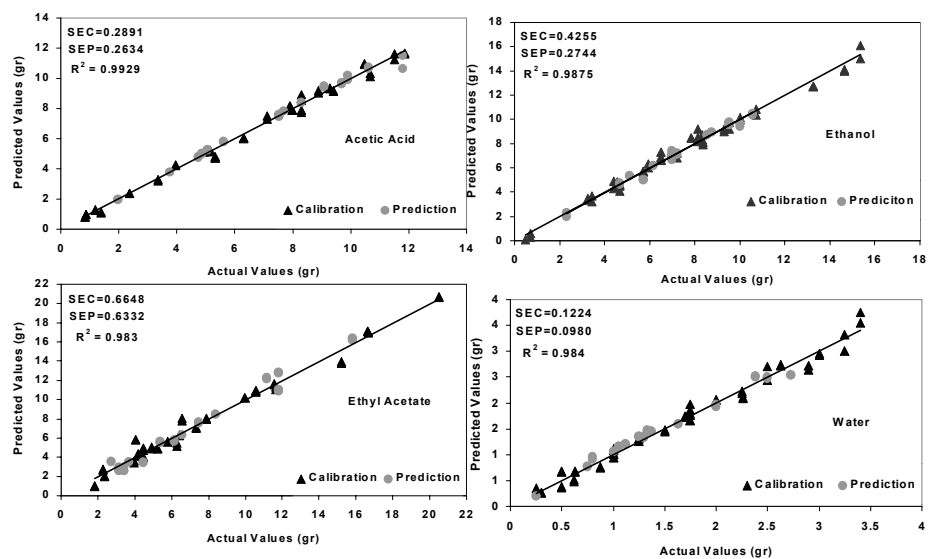 14
12
10
8
6
4
2
0
Predicted Values (gr)
SEC=0.2891
SEP=0.2634
R² = 0.9929
Acetic Acid
Calibration
Prediction
0 2 4 6 8 10 12 14
Actual Values (gr)
18
16
14
12
10
8
6
4
2
0
Predicted Values (gr)
SEC=0.4255
SEP=0.2744
R² = 0.9875
Ethanol
Calibration
Prediciton
0 2 4 6 8 10 12 14 16 18
Actual Values (gr)
22
20
18
16
14
12
10
8
6
4
2
0
Predicted Values (gr)
SEC=0.6648
SEP=0.6332
R² = 0.983
Ethyl Acetate
Calibration
Prediction
0 2 4 6 8 10 12 14 16 18 20 22
Actual Values (gr)
4
4
3
3
2
2
1
1
0
Predicted Values (gr)
SEC=0.1224
SEP=0.0980
R² = 0.984
Water
Calibration
Prediction
0 0.5 1 1.5 2 2.5 3 3.5 4
Actual Values (gr)